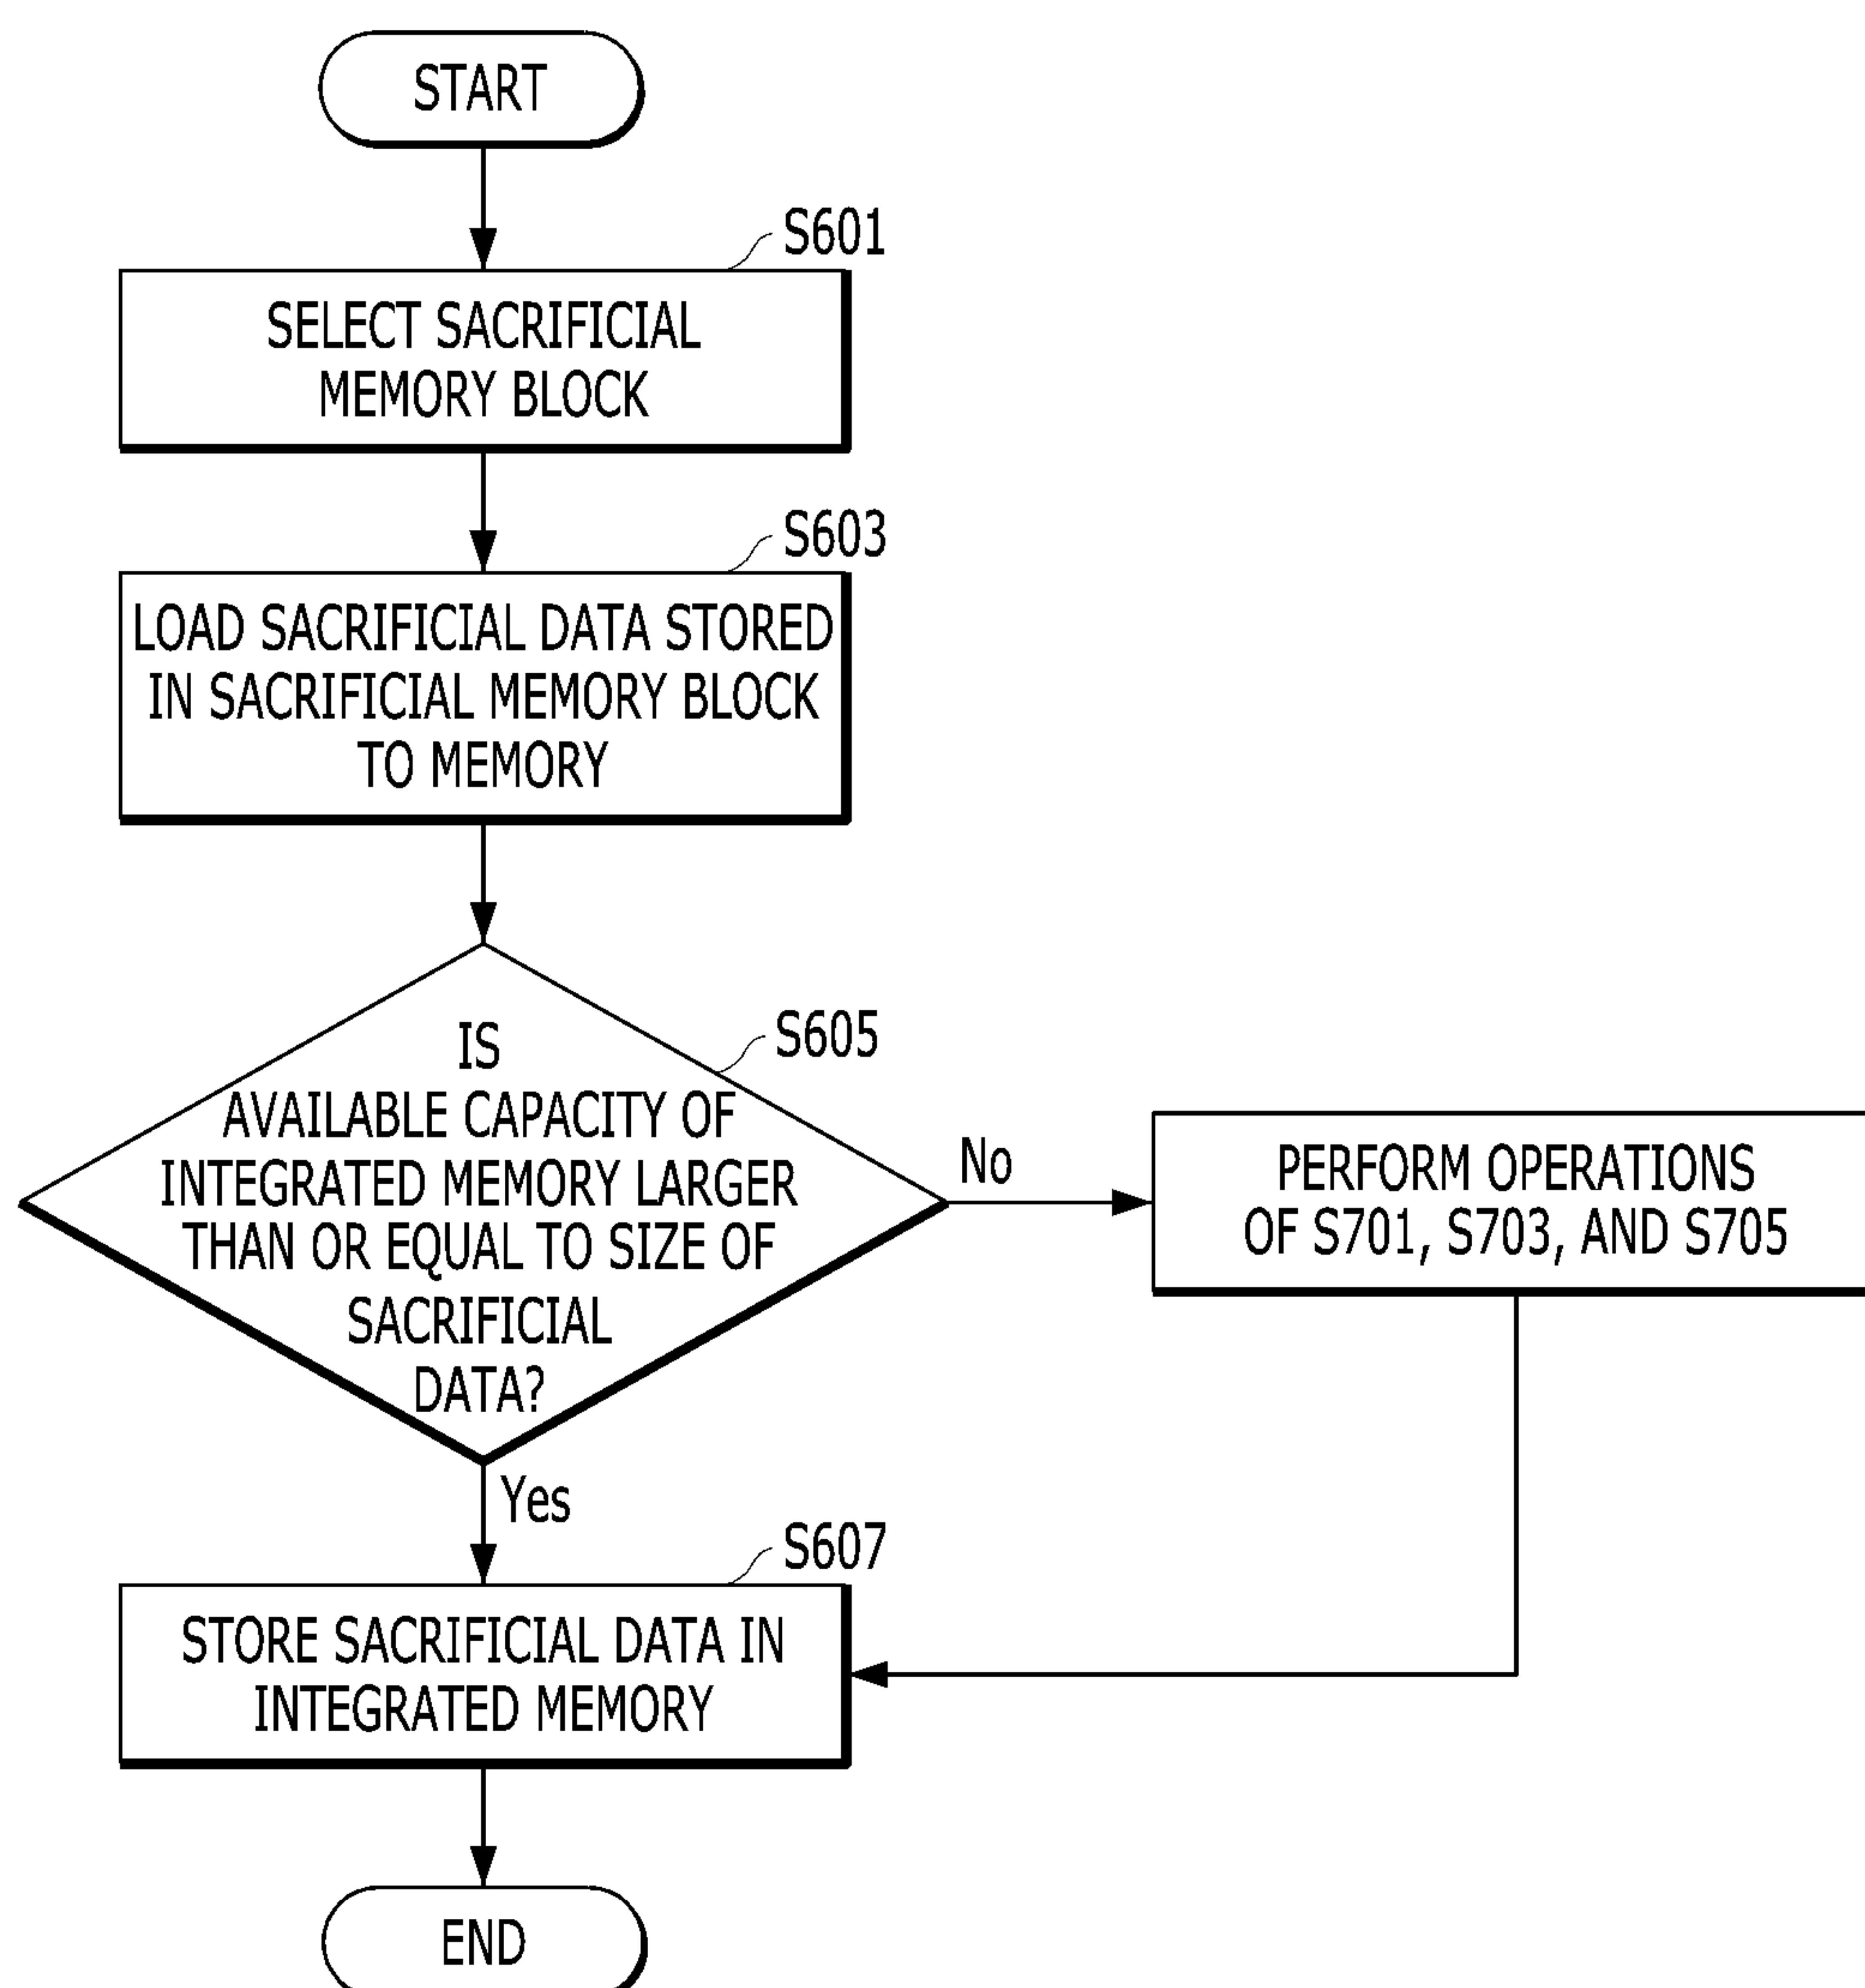 START
S601
SELECT SACRIFICIAL
MEMORY BLOCK
S603
LOAD SACRIFICIAL DATA STORED
IN SACRIFICIAL MEMORY BLOCK
TO MEMORY
S605
IS
AVAILABLE CAPACITY OF
INTEGRATED MEMORY LARGER
THAN OR EQUAL TO SIZE OF
SACRIFICIAL
DATA?
No
PERFORM OPERATIONS
OF S701, S703, AND S705
Yes
S607
STORE SACRIFICIAL DATA IN
INTEGRATED MEMORY
END